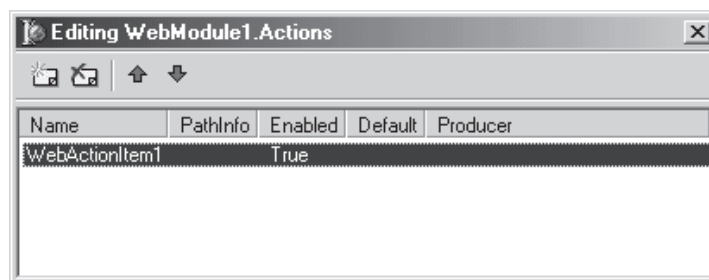 Editing WebModule1.Actions
Name PathInfo Enabled Default Producer
WebActionItem1 True